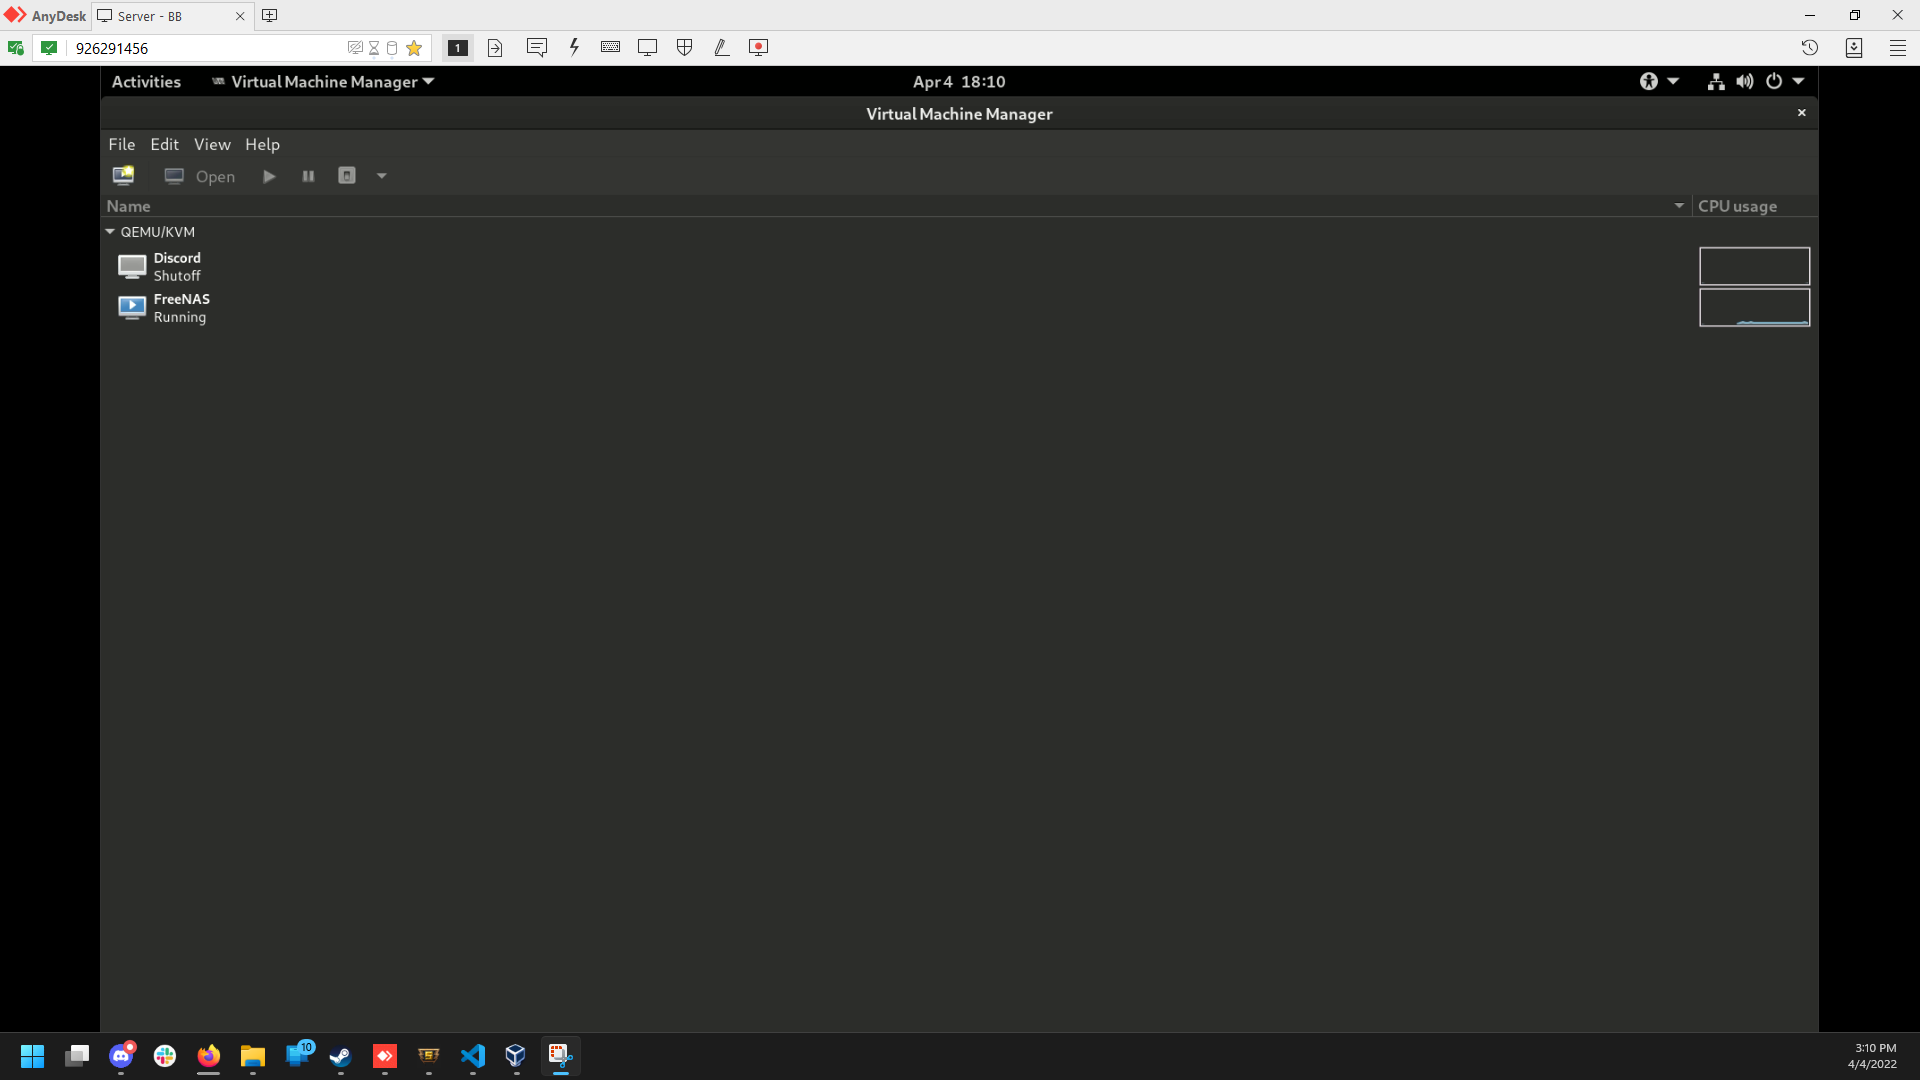 AnyDesk Server - BB
926291456 1
Activities Virtual Machine Manager Apr 4 18:10
Virtual Machine Manager
File Edit View Help
Open
Name CPU usage
QEMU/KVM
Discord
Shutoff
FreeNAS
Running
10
3:10 PM
4/4/2022